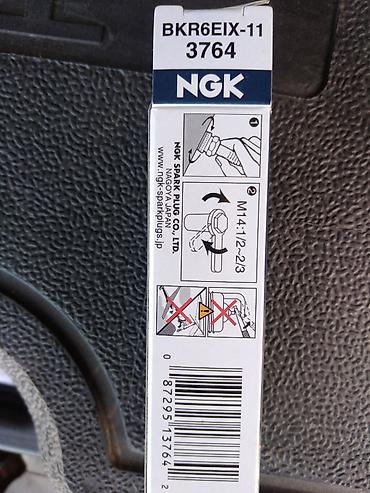 BKR6EIX-11
3764
NGK
1
2
M14:1/2~2/3
NGK SPARK PLUG CO., LTD.
NAGOYA JAPAN
www.ngk-sparkplugs.jp
0 87295 13764 2